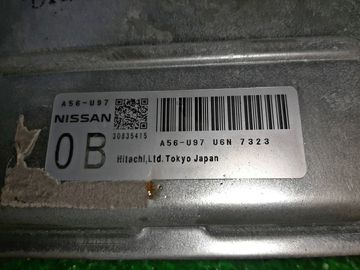 A56-U97
NISSAN
30835415
0B
A56-U97 U6N 7323
Hitachi,Ltd. Tokyo Japan